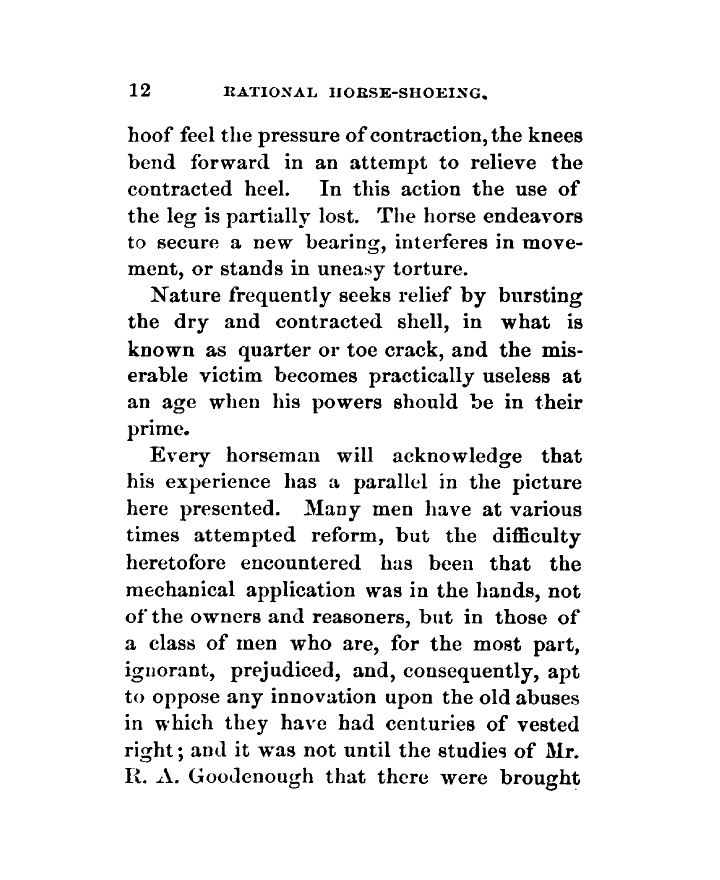 12 RATIONAL HORSE-SHOEING.
hoof feel the pressure of contraction, the knees
bend forward in an attempt to relieve the
contracted heel. In this action the use of
the leg is partially lost. The horse endeavors
to secure a new bearing, interferes in move-
ment, or stands in uneasy torture.
Nature frequently seeks relief by bursting
the dry and contracted shell, in what is
known as quarter or toe crack, and the mis-
erable victim becomes practically useless at
an age when his powers should be in their
prime.
Every horseman will acknowledge that
his experience has a parallel in the picture
here presented. Many men have at various
times attempted reform, but the difficulty
heretofore encountered has been that the
mechanical application was in the hands, not
of the owners and reasoners, but in those of
a class of men who are, for the most part,
ignorant, prejudiced, and, consequently, apt
to oppose any innovation upon the old abuses
in which they have had centuries of vested
right; and it was not until the studies of Mr.
R. A. Goodenough that there were brought